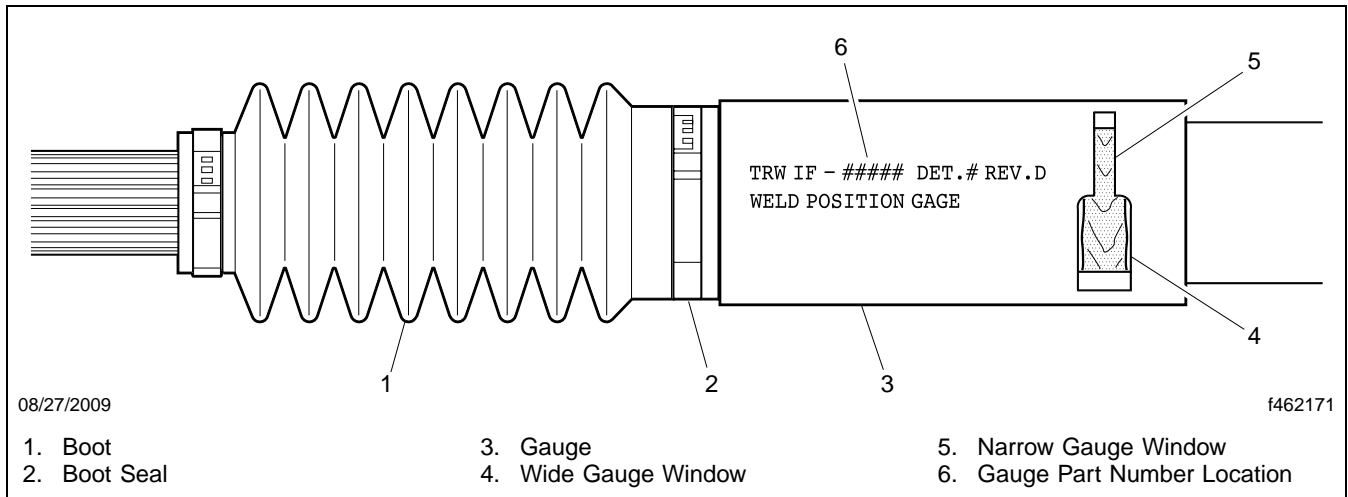 6
5
TRW IF - ##### DET.# REV.D
WELD POSITION GAGE
4
1
2
3
08/27/2009
f462171
1. Boot
2. Boot Seal
3. Gauge
4. Wide Gauge Window
5. Narrow Gauge Window
6. Gauge Part Number Location